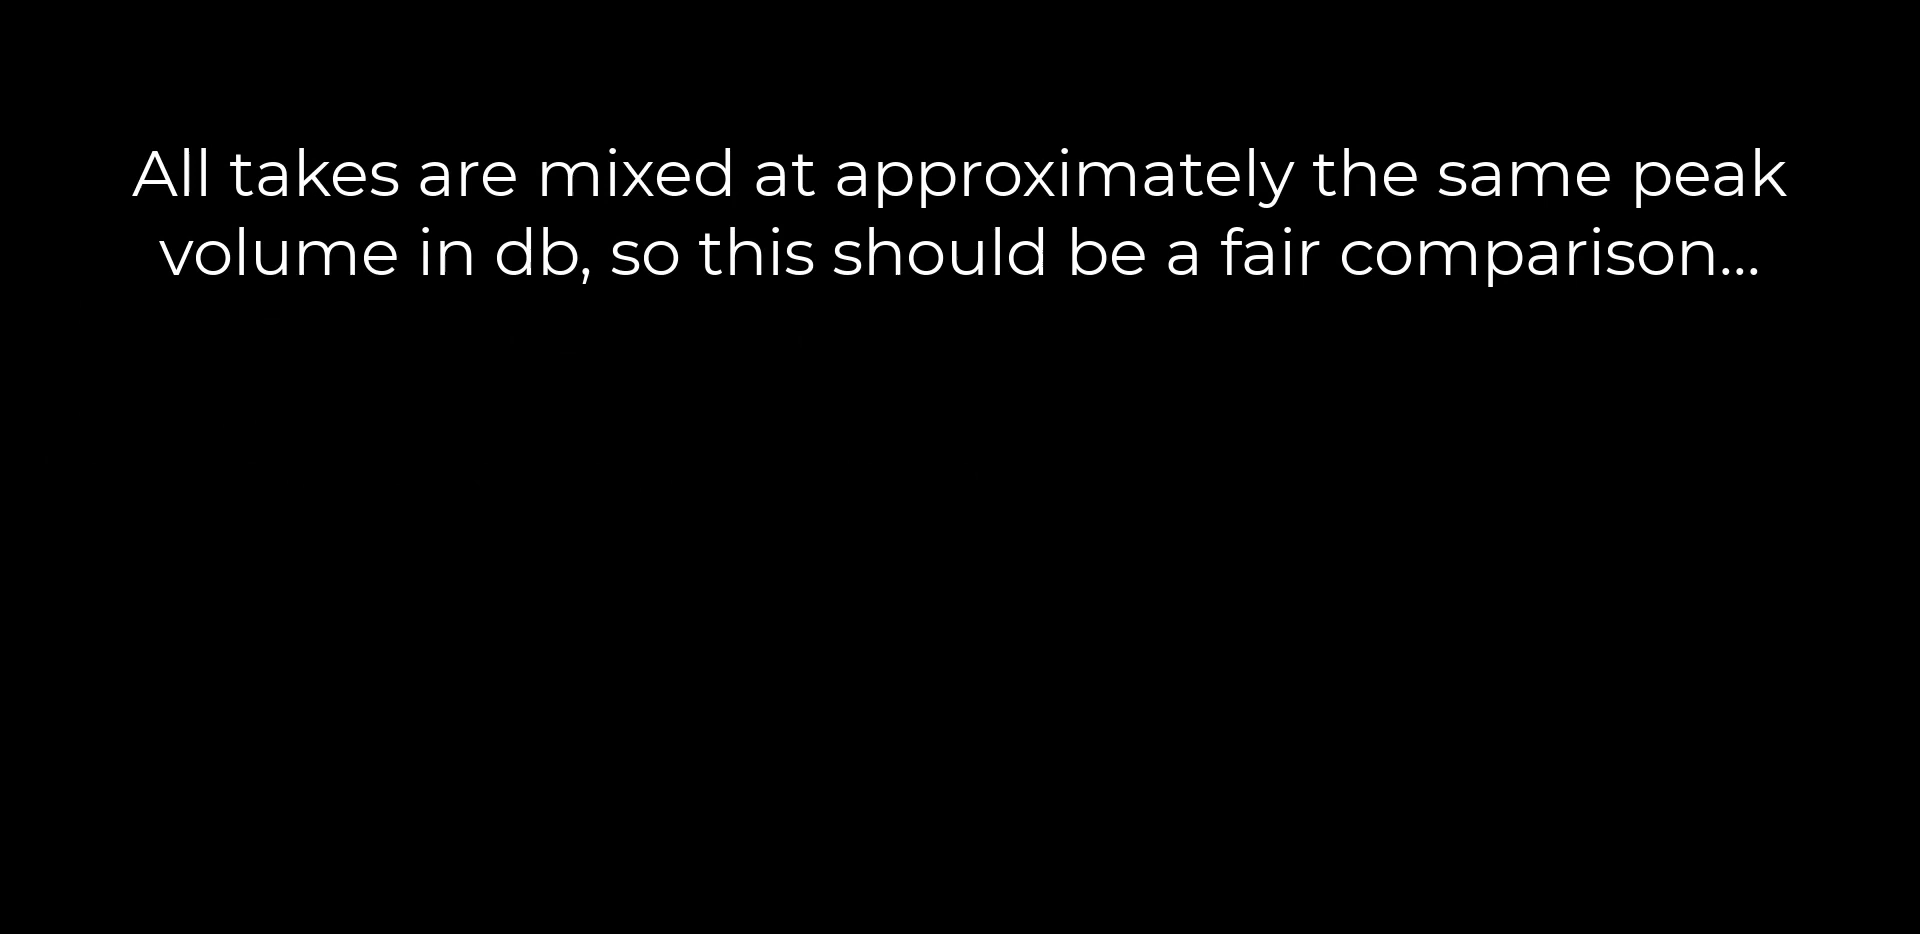 All takes are mixed at approximately the same peak
volume in db, so this should be a fair comparison...